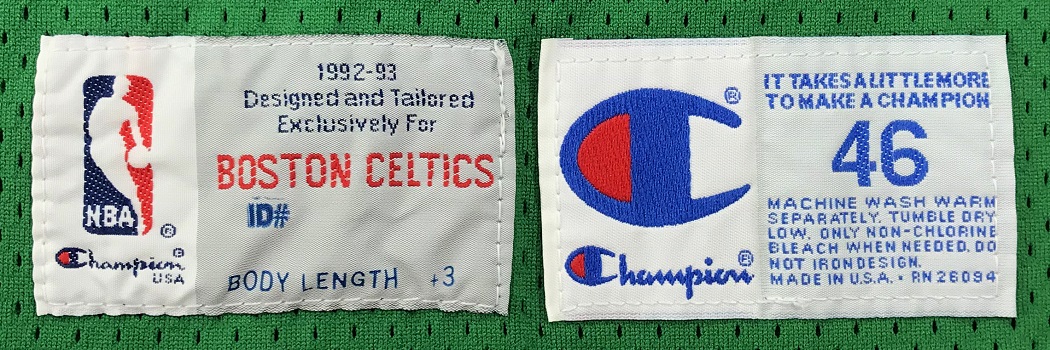 1992-93
Designed and Tailored
Exclusively For
BOSTON CELTICS
ID#
BODY LENGTH +3
NBA
®
Champion®
USA
®
Champion®
IT TAKES A LITTLE MORE
TO MAKE A CHAMPION
46
MACHINE WASH WARM
SEPARATELY. TUMBLE DRY
LOW. ONLY NON-CHLORINE
BLEACH WHEN NEEDED. DO
NOT IRON DESIGN.
MADE IN U.S.A. • RN 26094